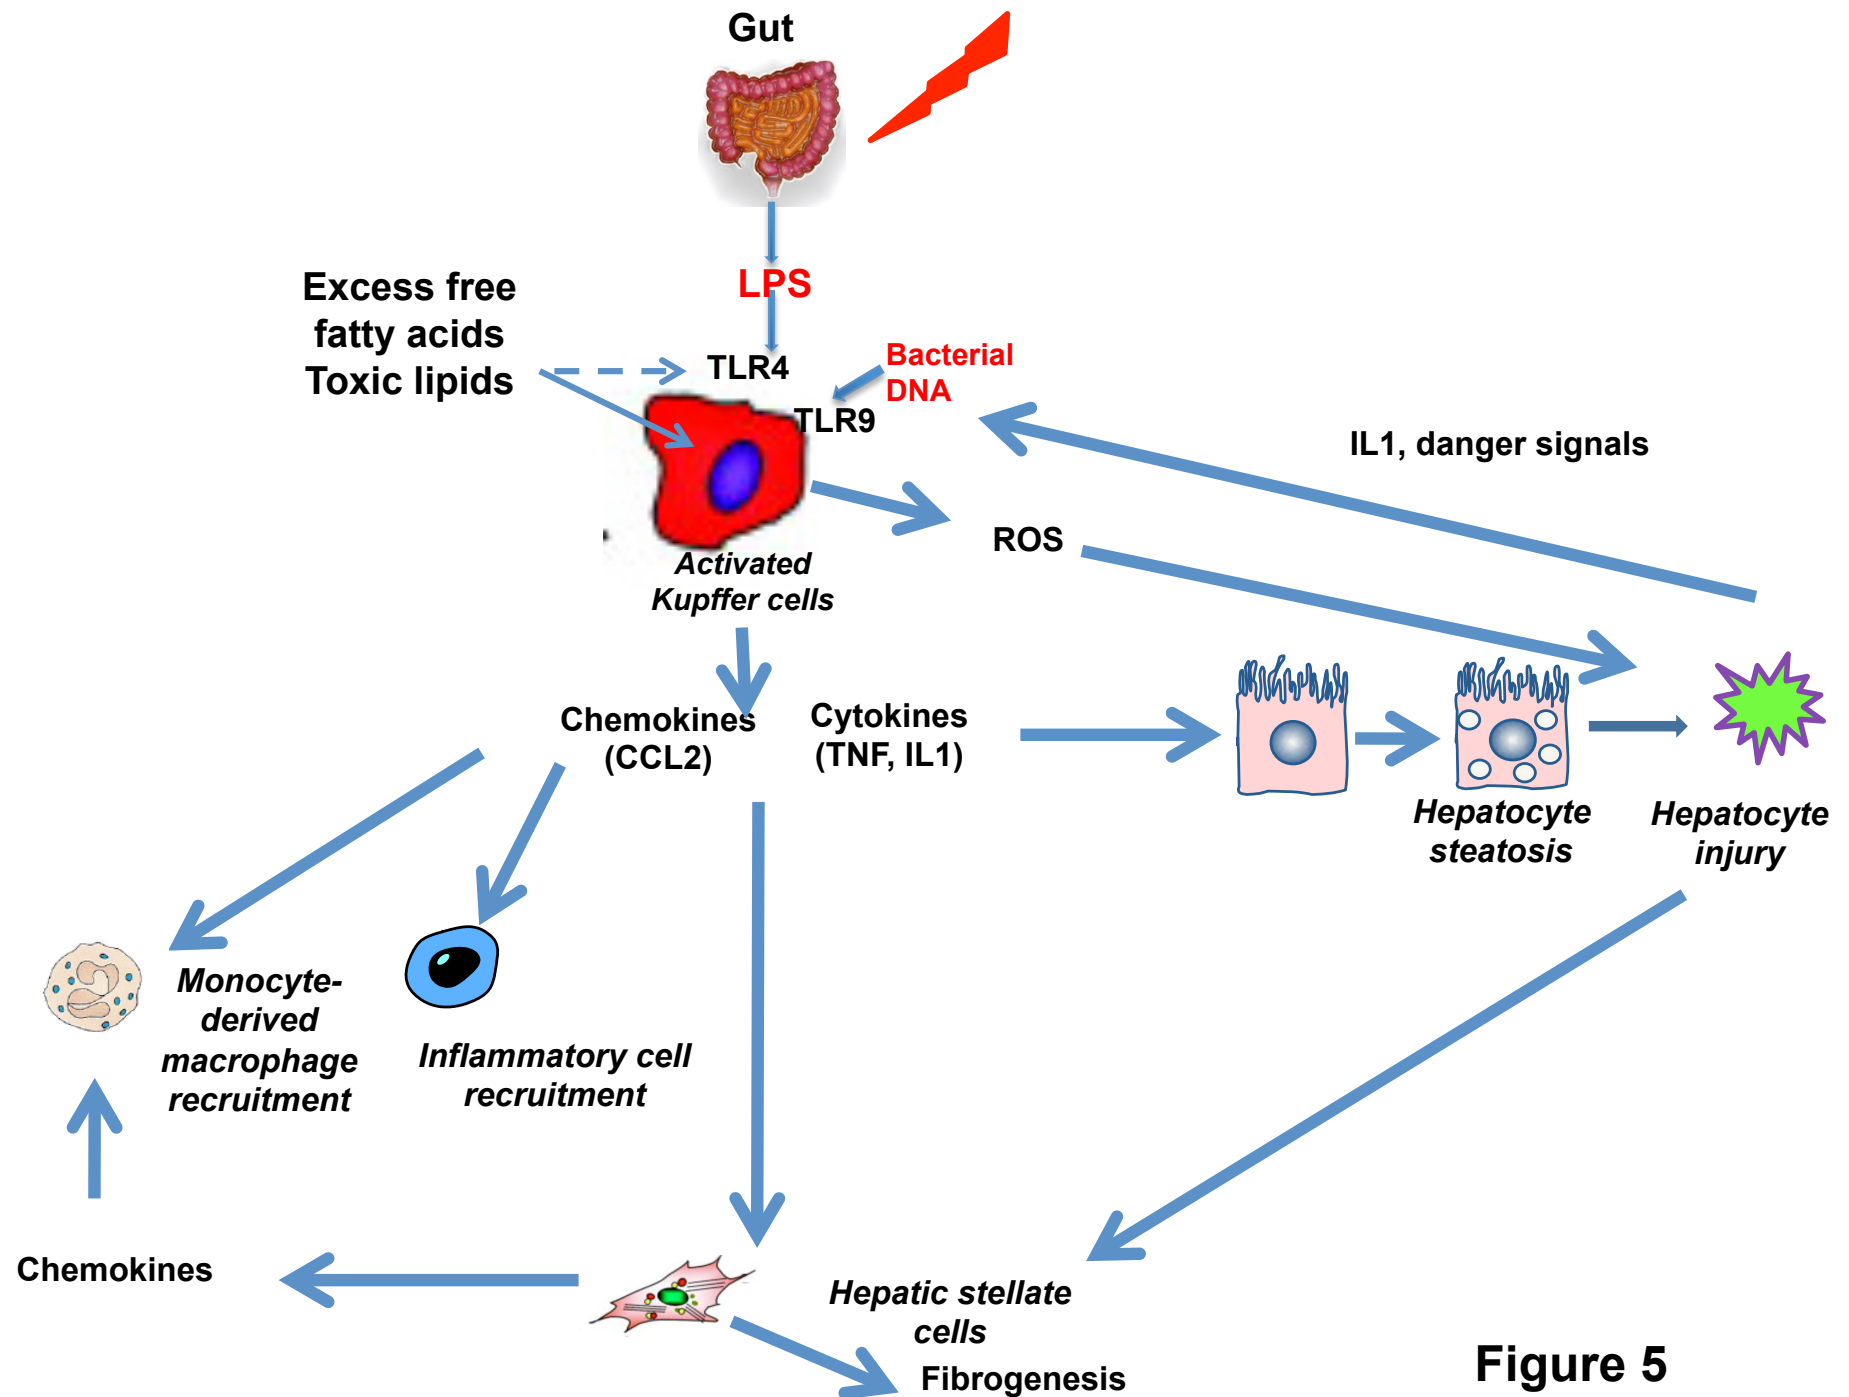 Gut
LPS
Excess free
fatty acids
Toxic lipids
TLR4
Bacterial
DNA
TLR9
IL1, danger signals
ROS
Activated
Kupffer cells
Chemokines
(CCL2)
Cytokines
(TNF, IL1)
Hepatocyte
steatosis
Hepatocyte
injury
Monocyte-
derived
macrophage
recruitment
Inflammatory cell
recruitment
Chemokines
Hepatic stellate
cells
Fibrogenesis
Figure 5